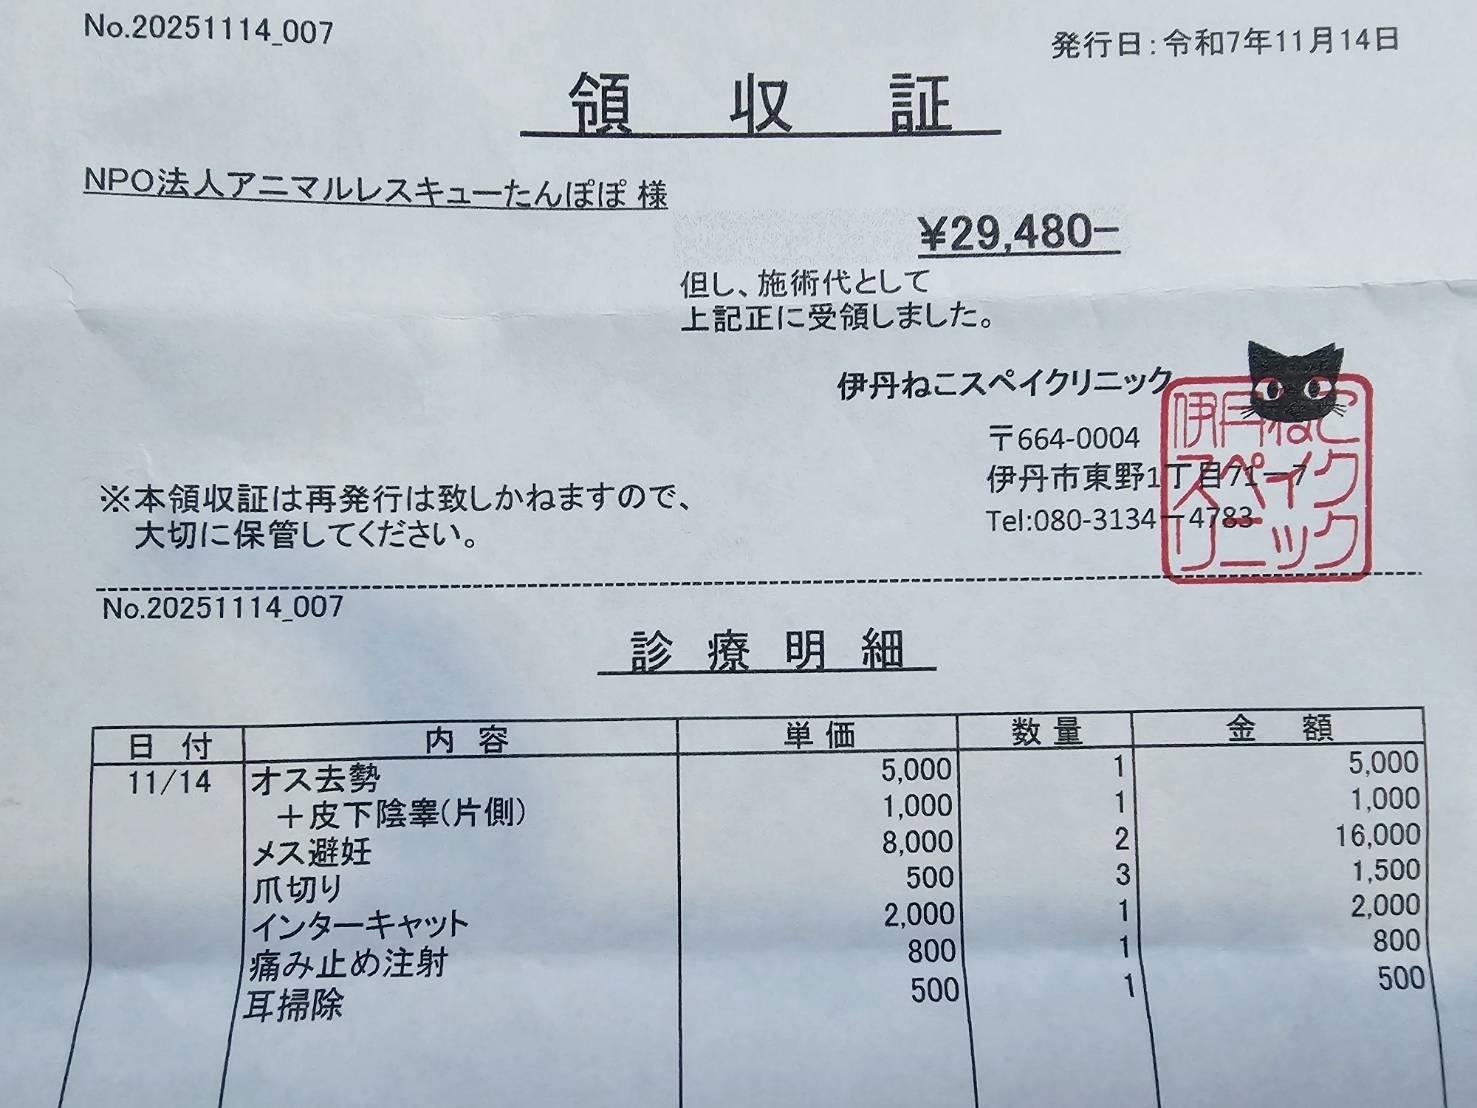 No.20251114_007
発行日:令和7年11月14日
領収証
NPO法人アニマルレスキューたんぽぽ 様
¥29,480-
但し、施術代として
上記正に受領しました。
伊丹ねこスペイクリニック
〒664-0004
伊丹市東野1丁目71-7
Tel:080-3134-4783
伊丹ねこ
スペイク
リニック
※本領収証は再発行は致しかねますので、
大切に保管してください。
No.20251114_007
診療明細
日付 内容 単価 数量 金額
11/14 オス去勢 5,000 1 5,000
+皮下陰睾(片側) 1,000 1 1,000
メス避妊 8,000 2 16,000
爪切り 500 3 1,500
インターキャット 2,000 1 2,000
痛み止め注射 800 1 800
耳掃除 500 1 500